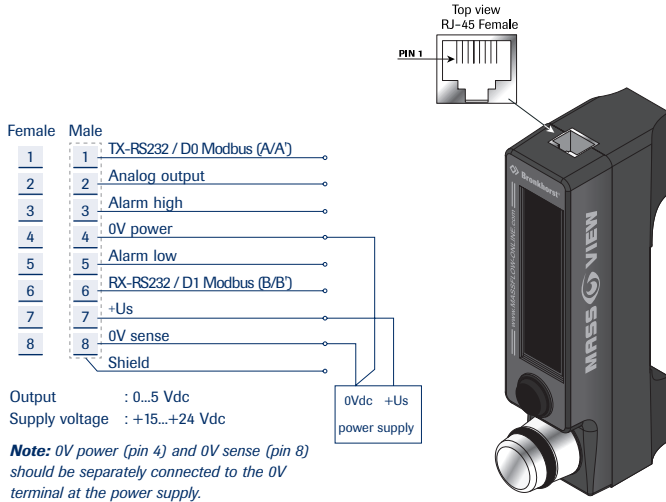 Top view
RJ-45 Female
PIN 1
Female Male
1 1 TX-RS232 / D0 Modbus (A/A')
2 2 Analog output
3 3 Alarm high
4 4 0V power
5 5 Alarm low
6 6 RX-RS232 / D1 Modbus (B/B')
7 7 +Us
8 8 0V sense
Shield
0Vdc +Us
power supply
Output : 0...5 Vdc
Supply voltage : +15...+24 Vdc
Note: 0V power (pin 4) and 0V sense (pin 8)
should be separately connected to the 0V
terminal at the power supply.
Bronkhorst
www.MASSFLOW-ONLINE.com
MASS VIEW